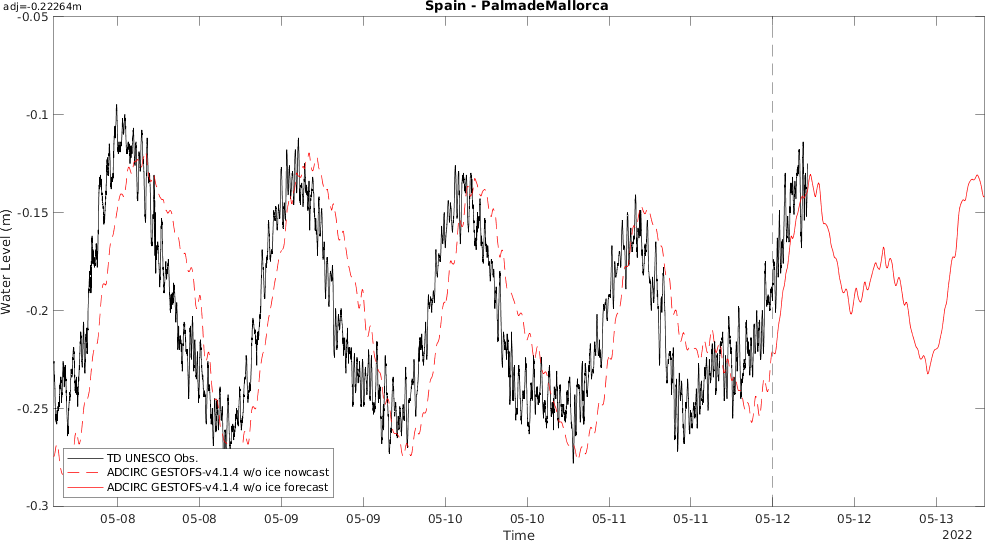 adj=-0.22264m
Spain - PalmadeMallorca
-0.05
-0.1
-0.15
-0.2
-0.25
-0.3
Water Level (m)
TD UNESCO Obs.
ADCIRC GESTOFS-v4.1.4 w/o ice nowcast
ADCIRC GESTOFS-v4.1.4 w/o ice forecast
05-08 05-08 05-09 05-09 05-10 05-10 05-11 05-11 05-12 05-12 05-13
Time
2022